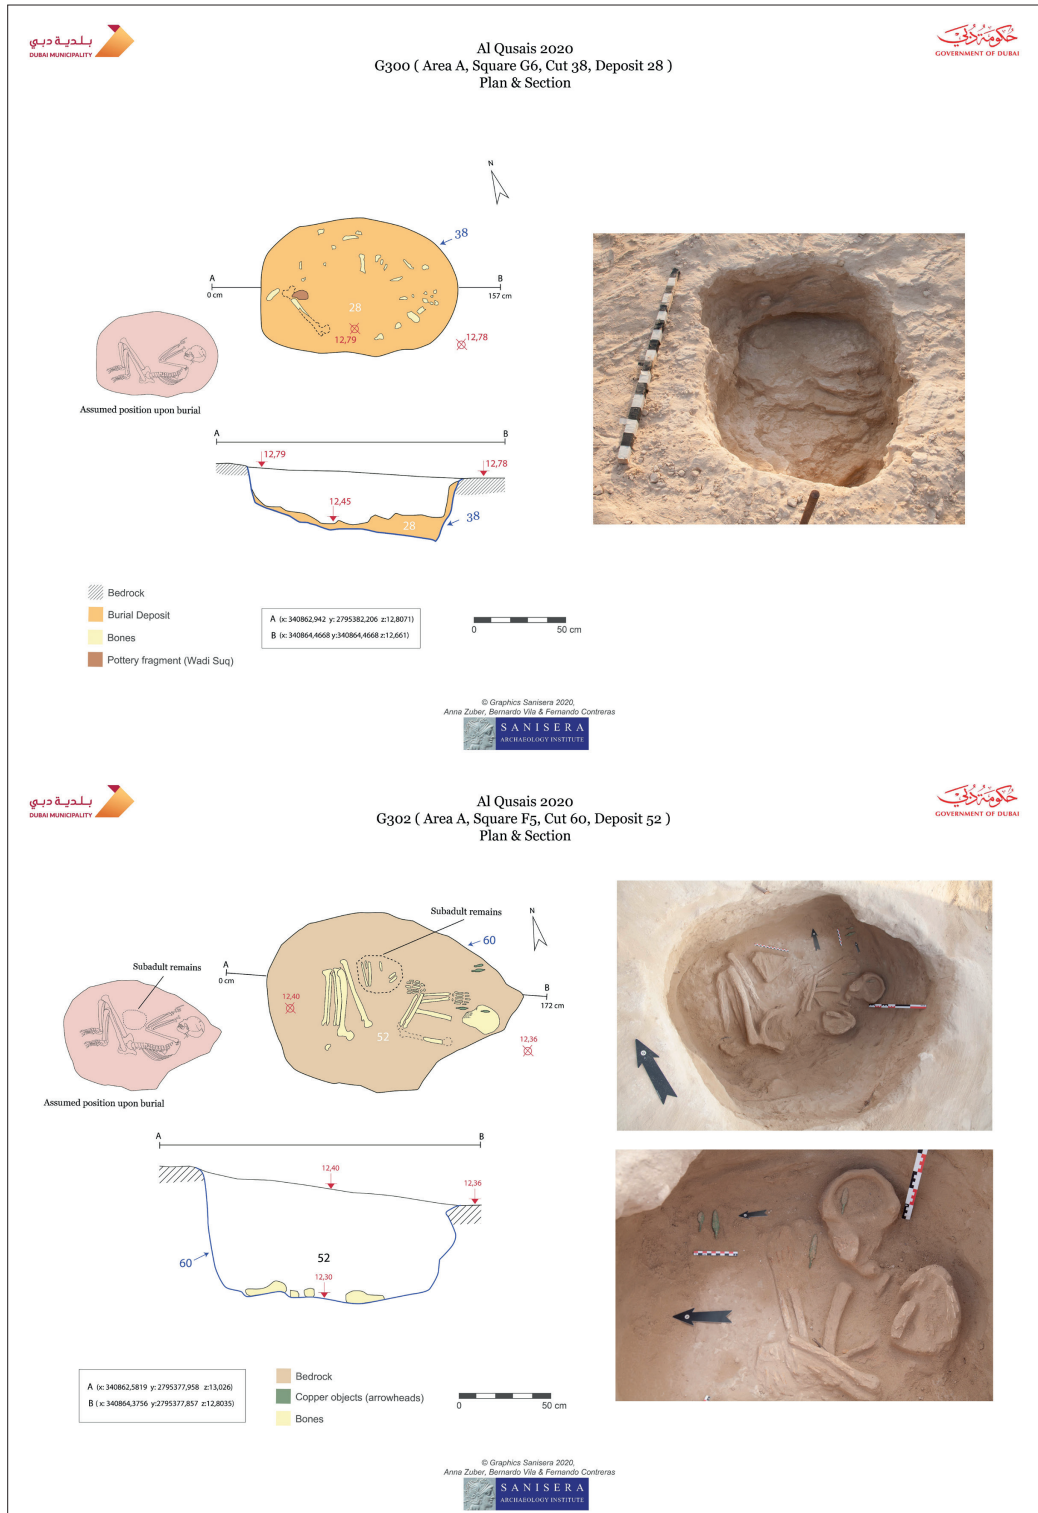 بلدية دبي
DUBAI MUNICIPALITY
Al Qusais 2020
G300 ( Area A, Square G6, Cut 38, Deposit 28 )
Plan & Section
حكومة دبي
GOVERNMENT OF DUBAI
N
38
A
0 cm
B
157 cm
28
12,79
12,78
Assumed position upon burial
A
B
12,79
12,78
12,45
28
38
Bedrock
Burial Deposit
Bones
Pottery fragment (Wadi Suq)
A (x: 340862,942 y: 2795382,206 z:12,8071)
B (x: 340864,4668 y:340864,4668 z:12,661)
0 50 cm
© Graphics Sanisera 2020,
Anna Zuber, Bernardo Vila & Fernando Contreras
SANISERA
ARCHAEOLOGY INSTITUTE
بلدية دبي
DUBAI MUNICIPALITY
Al Qusais 2020
G302 ( Area A, Square F5, Cut 60, Deposit 52 )
Plan & Section
حكومة دبي
GOVERNMENT OF DUBAI
Subadult remains
N
60
A
0 cm
B
172 cm
12,40
52
12,36
Subadult remains
Assumed position upon burial
A
B
12,40
12,36
60
52
12,30
A (x: 340862,5819 y: 2795377,958 z:13,026)
B ( x: 340864,3756 y:2795377,857 z:12,8035)
Bedrock
Copper objects (arrowheads)
Bones
0 50 cm
© Graphics Sanisera 2020,
Anna Zuber, Bernardo Vila & Fernando Contreras
SANISERA
ARCHAEOLOGY INSTITUTE